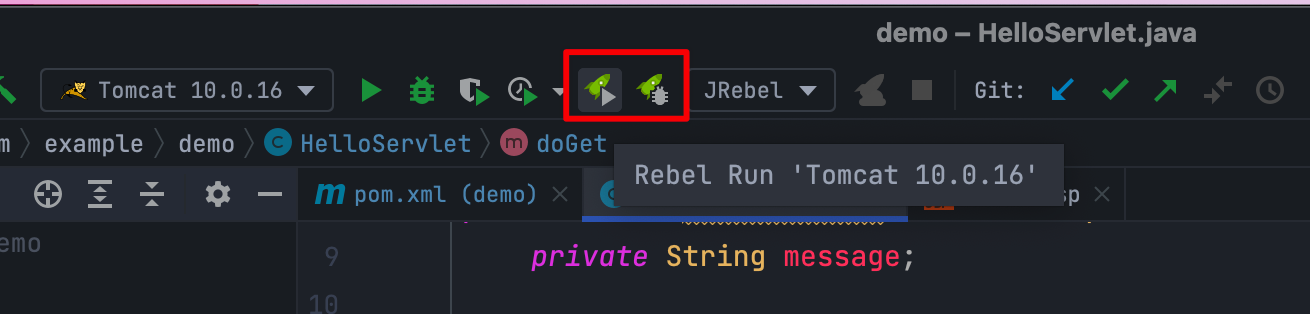 demo – HelloServlet.java
Tomcat 10.0.16
JRebel
Git:
m example demo C HelloServlet m doGet
Rebel Run 'Tomcat 10.0.16'
m pom.xml (demo)
sp
emo
9 private String message;
10